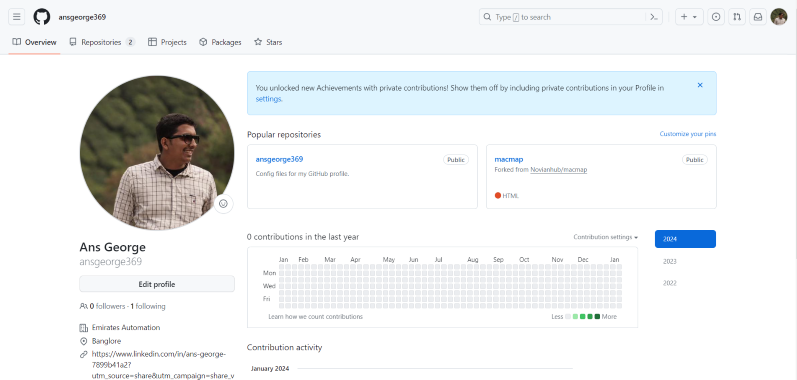 ansgeorge369
Type / to search
Overview
Repositories 2
Projects
Packages
Stars
You unlocked new Achievements with private contributions! Show them off by including private contributions in your Profile in
settings.
Popular repositories
Customize your pins
ansgeorge369
Public
Config files for my GitHub profile.
macmap
Public
Forked from Novianhub/macmap
HTML
Ans George
ansgeorge369
Edit profile
0 followers · 1 following
Emirates Automation
Banglore
https://www.linkedin.com/in/ans-george-
7899b41a2?
utm_source=share&utm_campaign=share_v
0 contributions in the last year
Contribution settings
2024
2023
2022
Jan Feb Mar Apr May Jun Jul Aug Sep Oct Nov Dec Jan
Mon
Wed
Fri
Learn how we count contributions
Less More
Contribution activity
January 2024